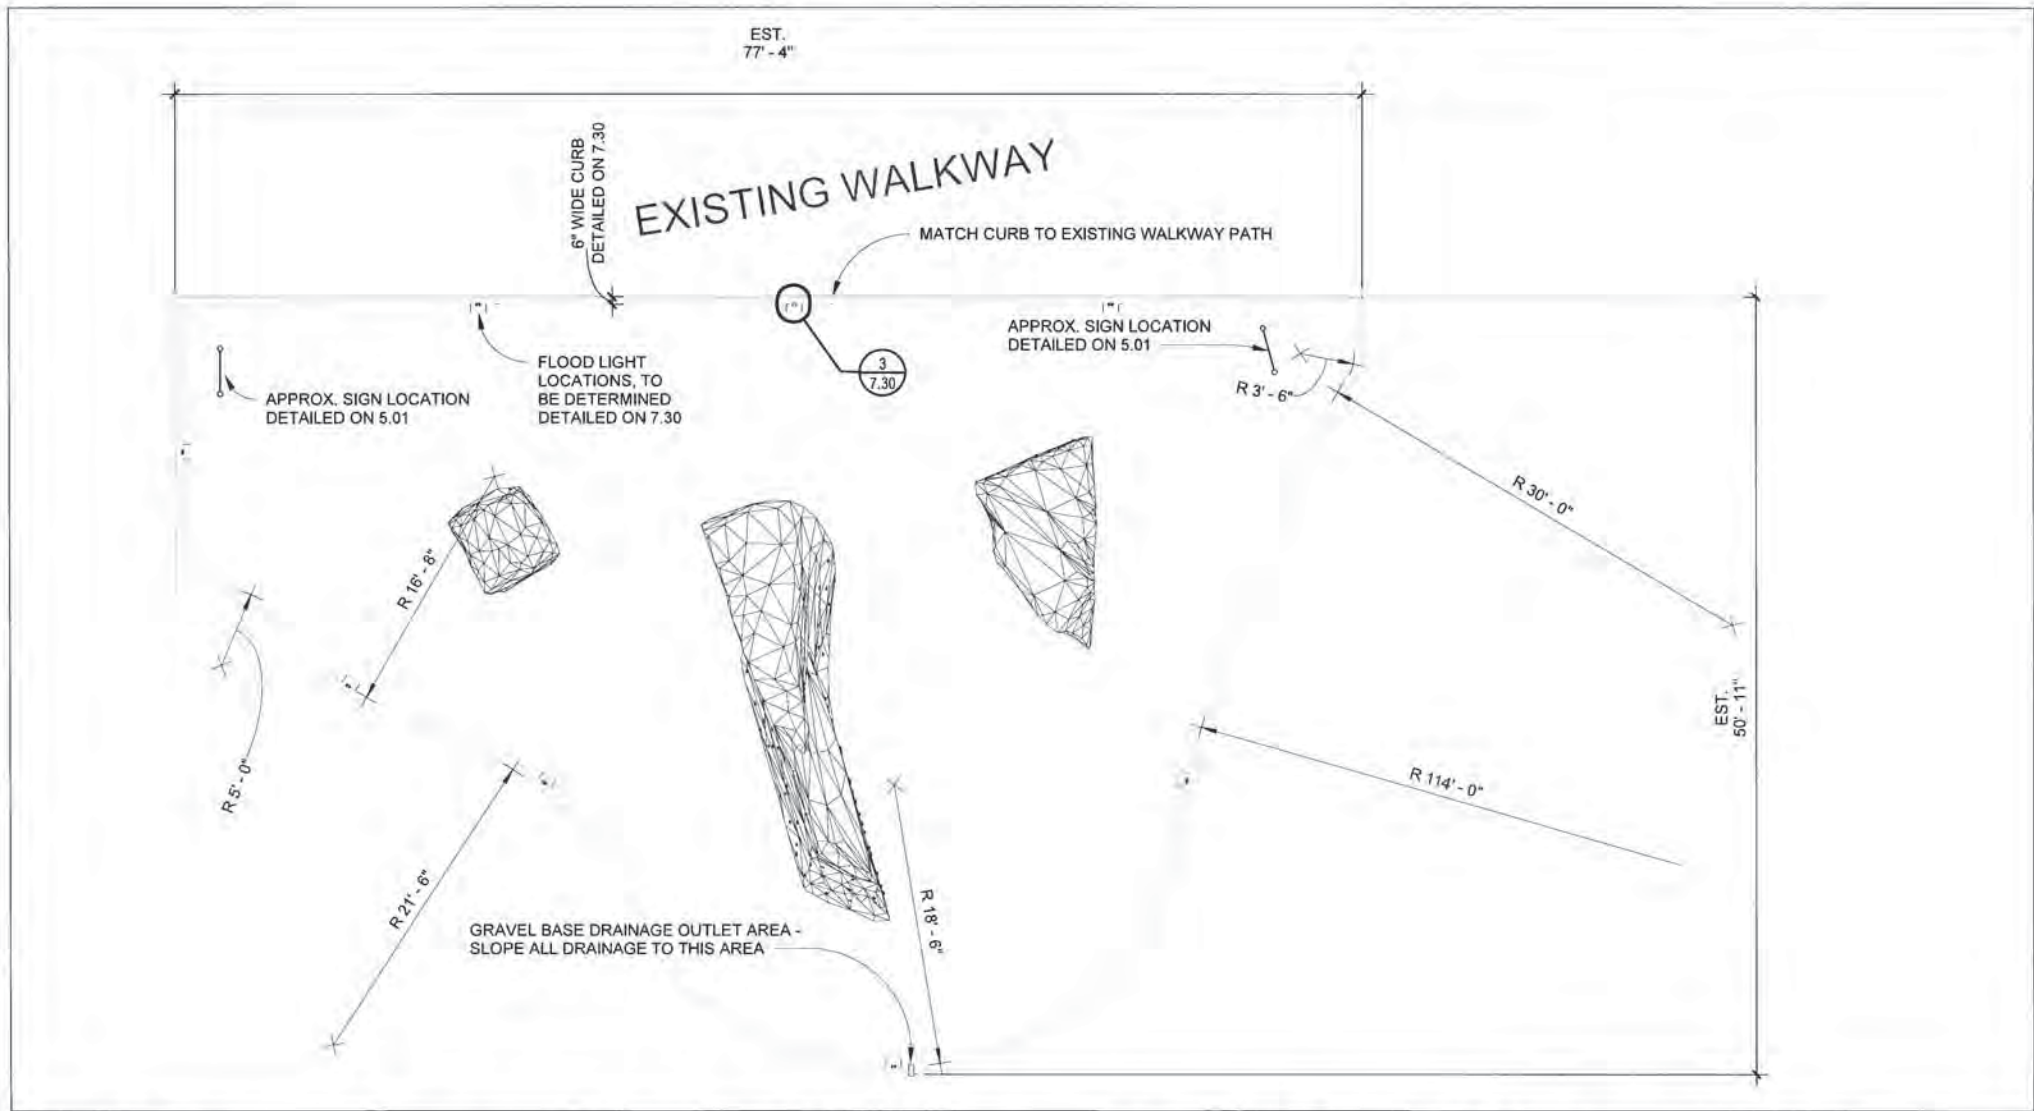 EST.
77' - 4"
6" WIDE CURB
DETAILED ON 7.30
EXISTING WALKWAY
MATCH CURB TO EXISTING WALKWAY PATH
APPROX. SIGN LOCATION
DETAILED ON 5.01
FLOOD LIGHT
LOCATIONS, TO
BE DETERMINED
DETAILED ON 7.30
3
7.30
APPROX. SIGN LOCATION
DETAILED ON 5.01
R 3' - 6"
R 30' - 0"
R 16' - 8"
EST.
50' - 11"
R 5' - 0"
R 114' - 0"
R 21' - 6"
R 18' - 6"
GRAVEL BASE DRAINAGE OUTLET AREA -
SLOPE ALL DRAINAGE TO THIS AREA